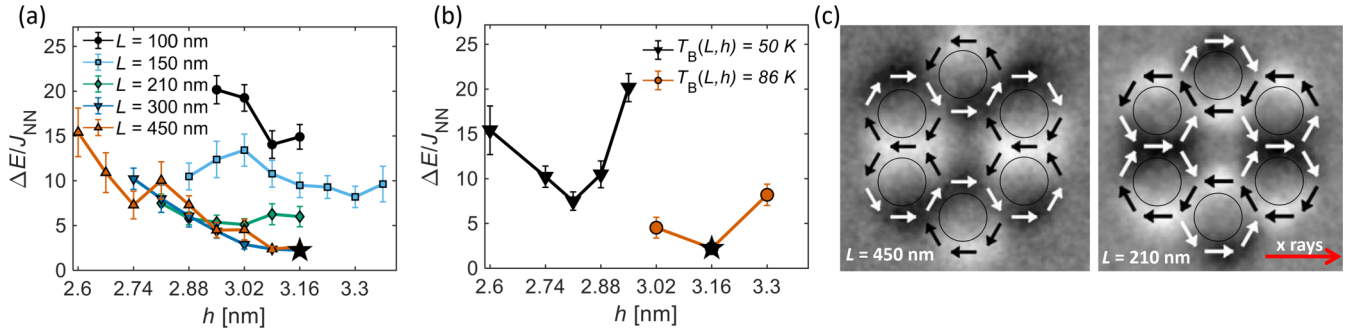 (a)
25
20
15
10
5
0
ΔE/J_NN
L = 100 nm
L = 150 nm
L = 210 nm
L = 300 nm
L = 450 nm
2.6 2.74 2.88 3.02 3.16 3.3
h [nm]
(b)
25
20
15
10
5
0
ΔE/J_NN
T_B(L,h) = 50 K
T_B(L,h) = 86 K
2.6 2.74 2.88 3.02 3.16 3.3
h [nm]
(c)
L = 450 nm
L = 210 nm
x rays